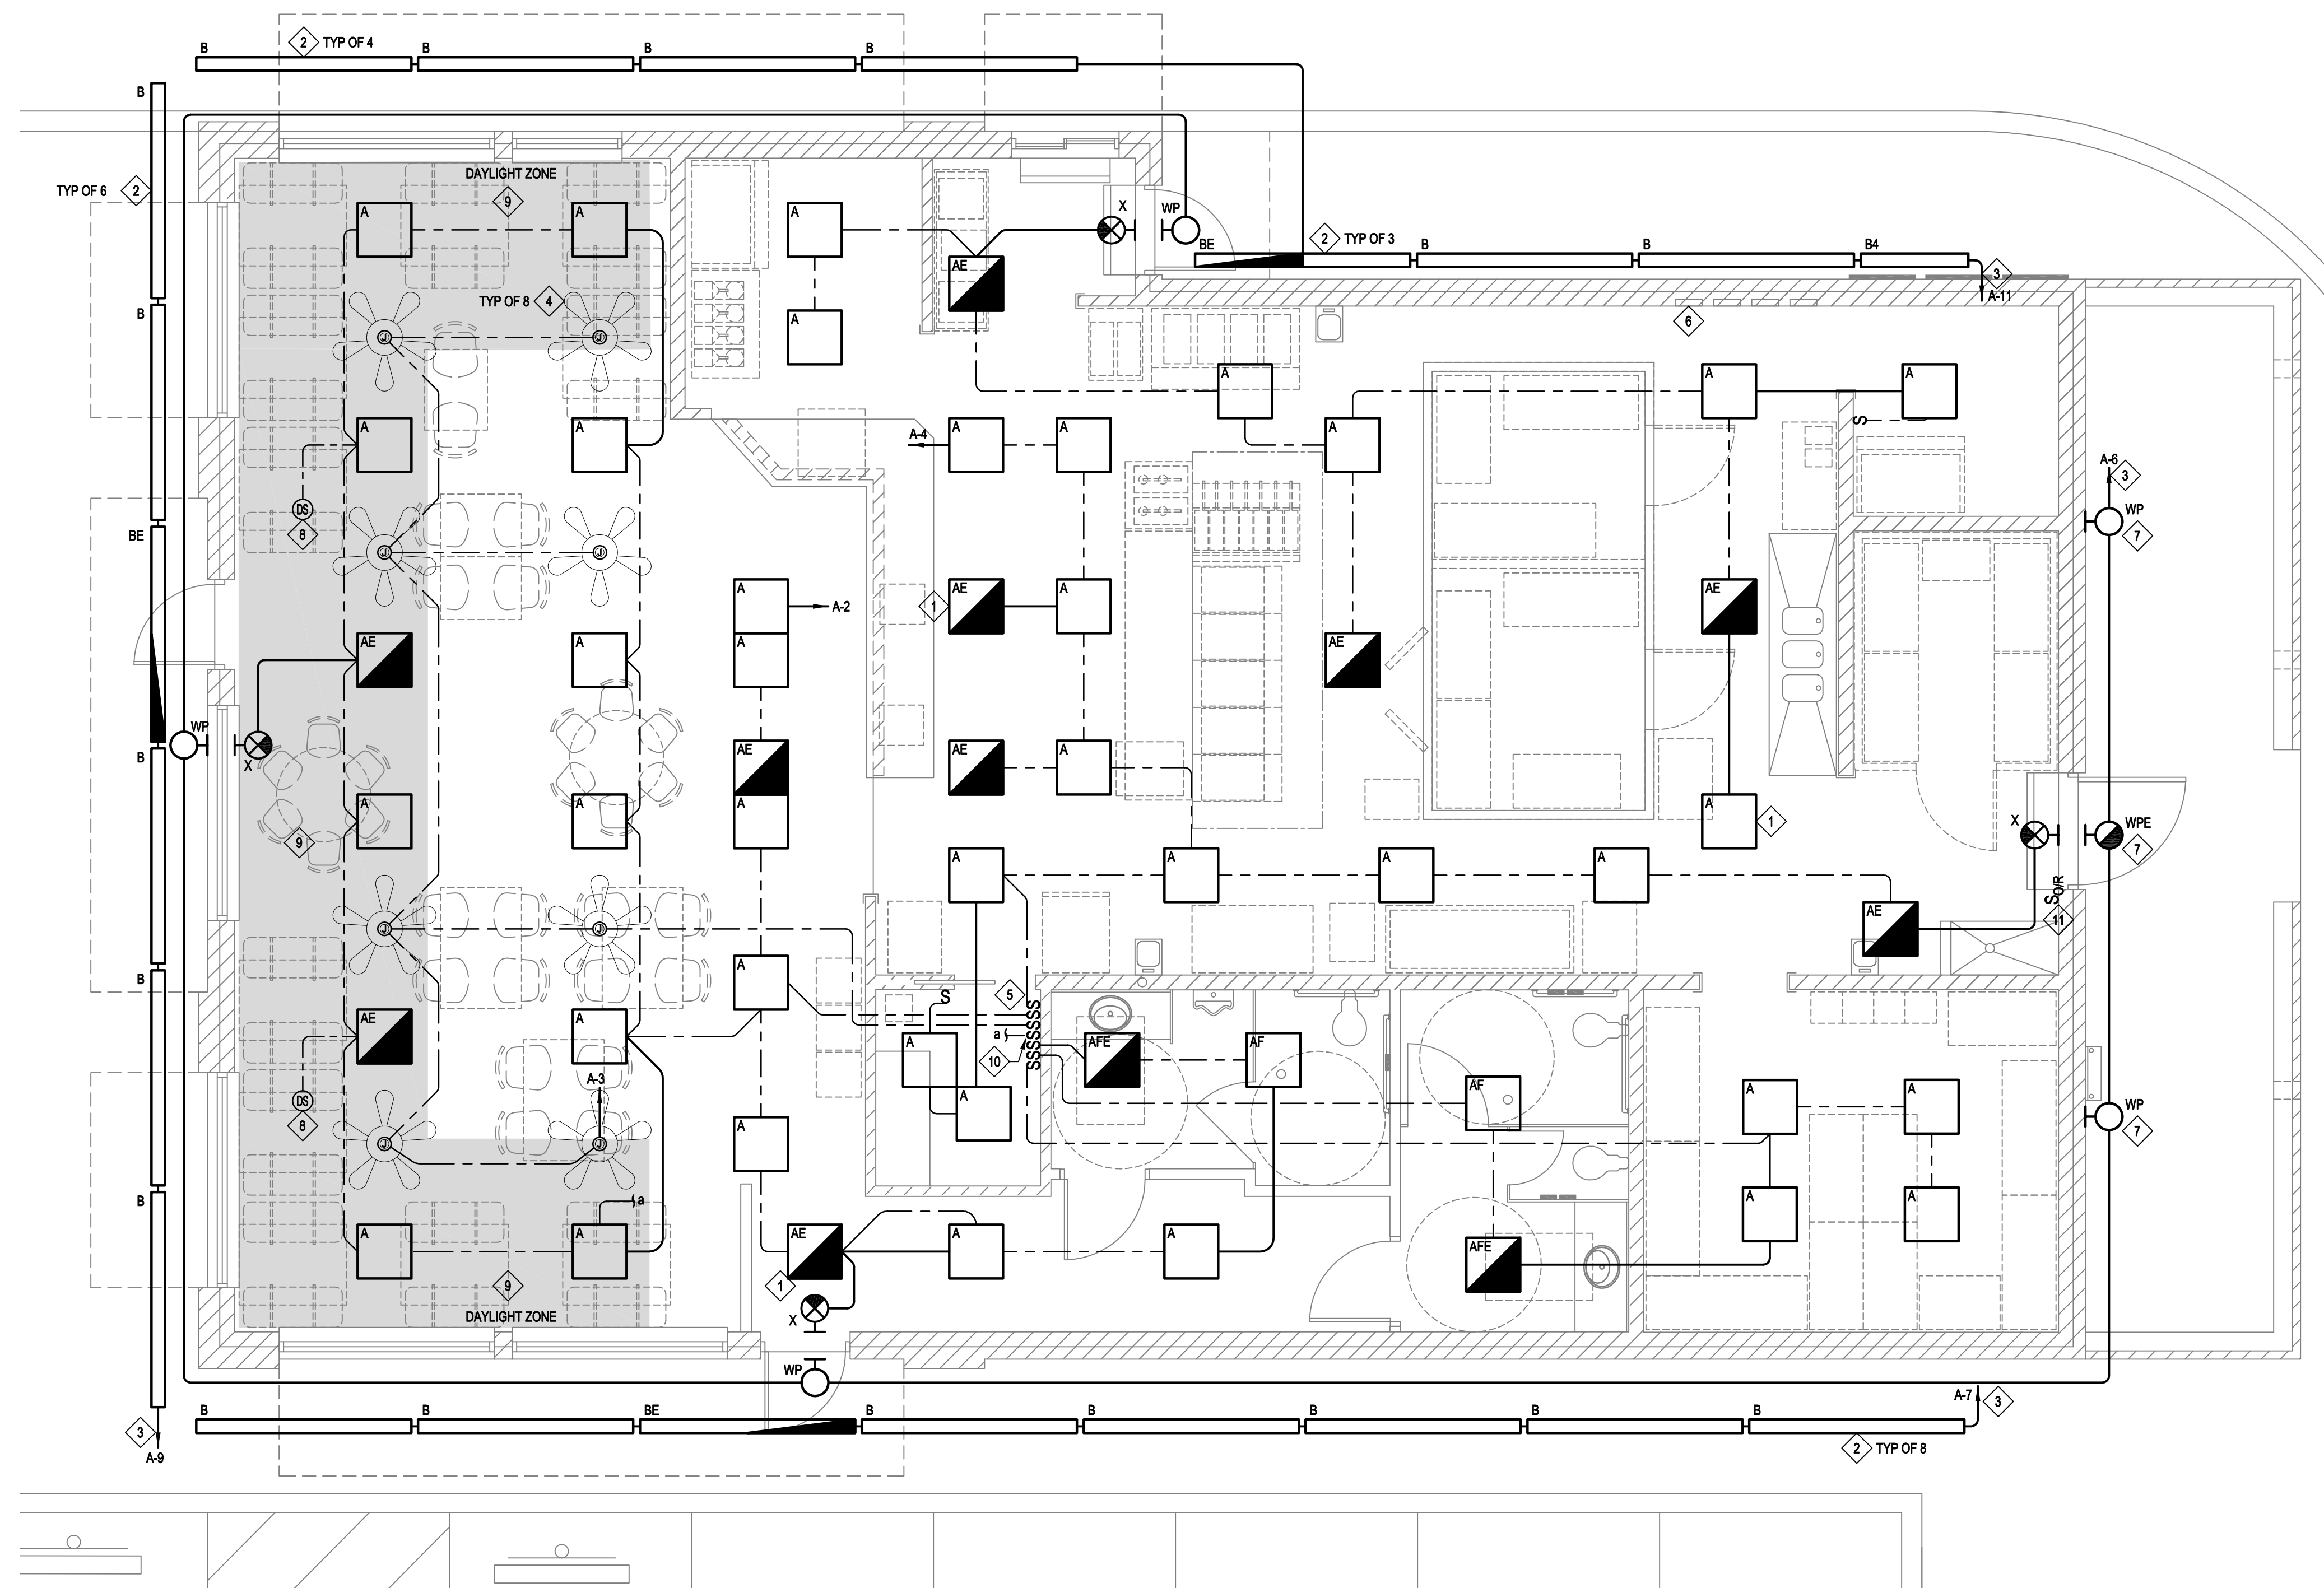 B
2 TYP OF 4
B
B
B
B
TYP OF 6 2
DAYLIGHT ZONE
9
A
A
A
X
WP
BE
2 TYP OF 3
B
B
B4
3
A-11
AE
TYP OF 8 4
J
J
A
6
B
A
A
A
A
A
A-4
A
A
A
S
A-6
3
DS
8
WP
7
BE
J
J
A
A-2
1
AE
A
AE
AE
A
A
AE
WP
X
B
AE
AE
A
A
A
A
A
1
9
X
WPE
7
A
A
A
A
S O/R
11
AE
J
J
A
B
5
S
SSSSSSS
a
10
AE
A
A
AFE
AF
AF
A
A
A
DS
8
A-3
WP
7
J
J
A
B
a
A
A
A
A
AE
A
A
AFE
1
9
X
DAYLIGHT ZONE
WP
A-7 3
B
B
BE
B
B
B
B
B
3
A-9
2 TYP OF 8